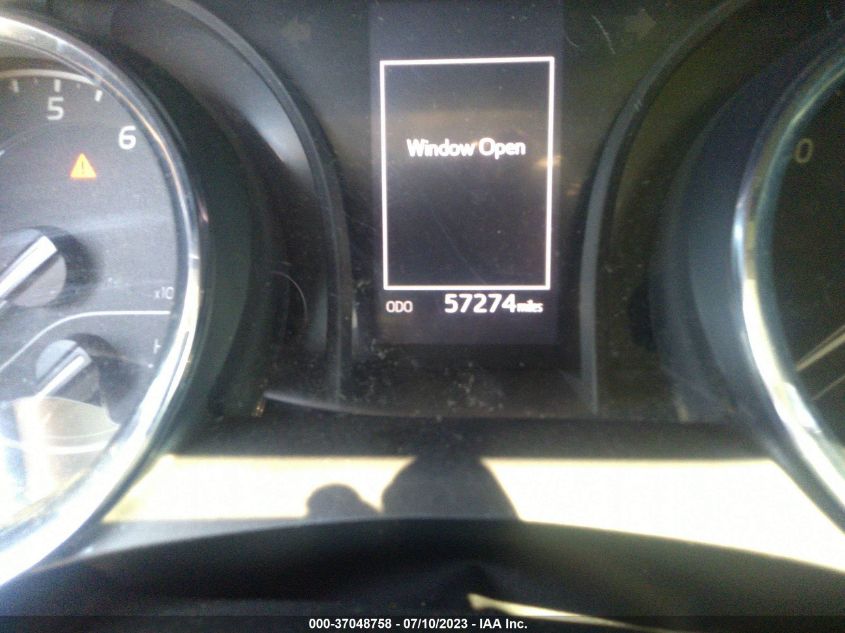 5
6
Window Open
0
x10
ODO 57274 miles
H
000-37048758 - 07/10/2023 - IAA Inc.